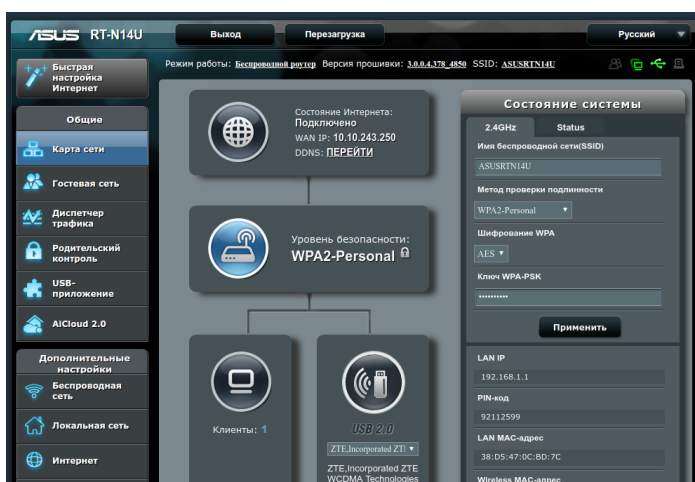 ASUS RT-N14U
Выход
Перезагрузка
Русский
Быстрая
настройка
Интернет
Режим работы: Беспроводной роутер Версия прошивки: 3.0.0.4.378_4850 SSID: ASUSRTN14U
Общие
Карта сети
Гостевая сеть
Диспетчер
трафика
Родительский
контроль
USB-
приложение
AiCloud 2.0
Дополнительные
настройки
Беспроводная
сеть
Локальная сеть
Интернет
Состояние Интернета:
Подключено
WAN IP: 10.10.243.250
DDNS: ПЕРЕЙТИ
Уровень безопасности:
WPA2-Personal
Клиенты: 1
USB 2.0
ZTE,Incorporated ZTI
ZTE,Incorporated ZTE
WCDMA Technologies
Состояние системы
2.4GHz Status
Имя беспроводной сети(SSID)
ASUSRTN14U
Метод проверки подлинности
WPA2-Personal
Шифрование WPA
AES
Ключ WPA-PSK
Применить
LAN IP
192.168.1.1
PIN-код
92112599
LAN MAC-адрес
38:D5:47:0C:BD:7C
Wireless MAC-адрес